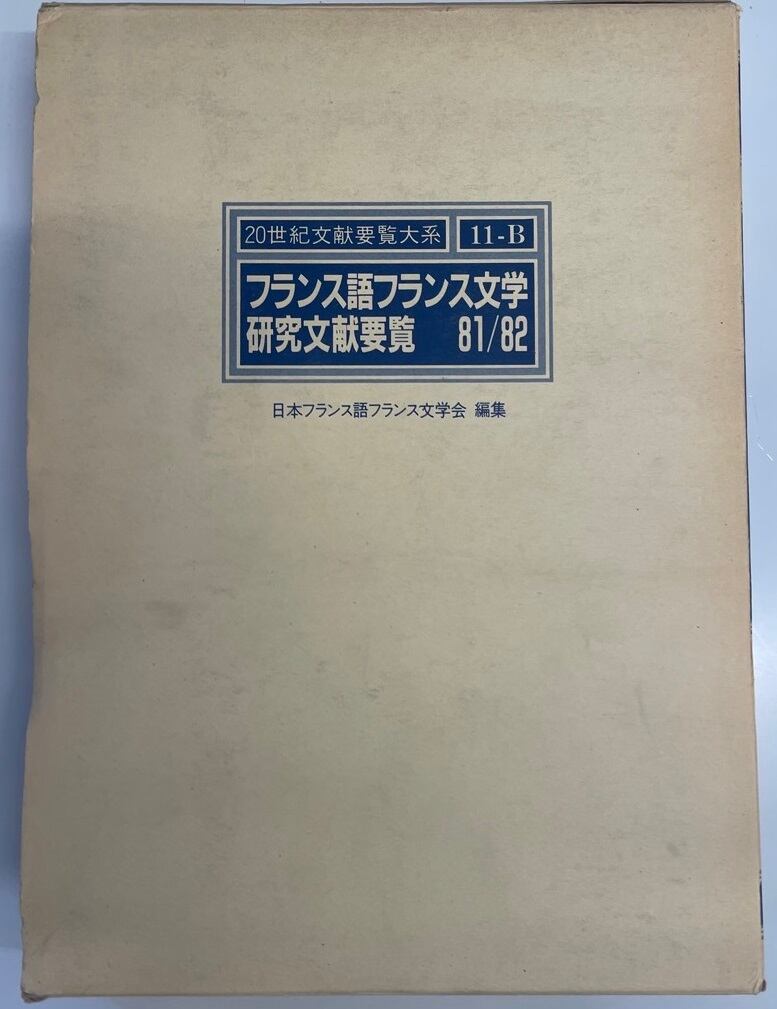 20世紀文献要覧大系 11-B
フランス語フランス文学
研究文献要覧 81/82
日本フランス語フランス文学会 編集